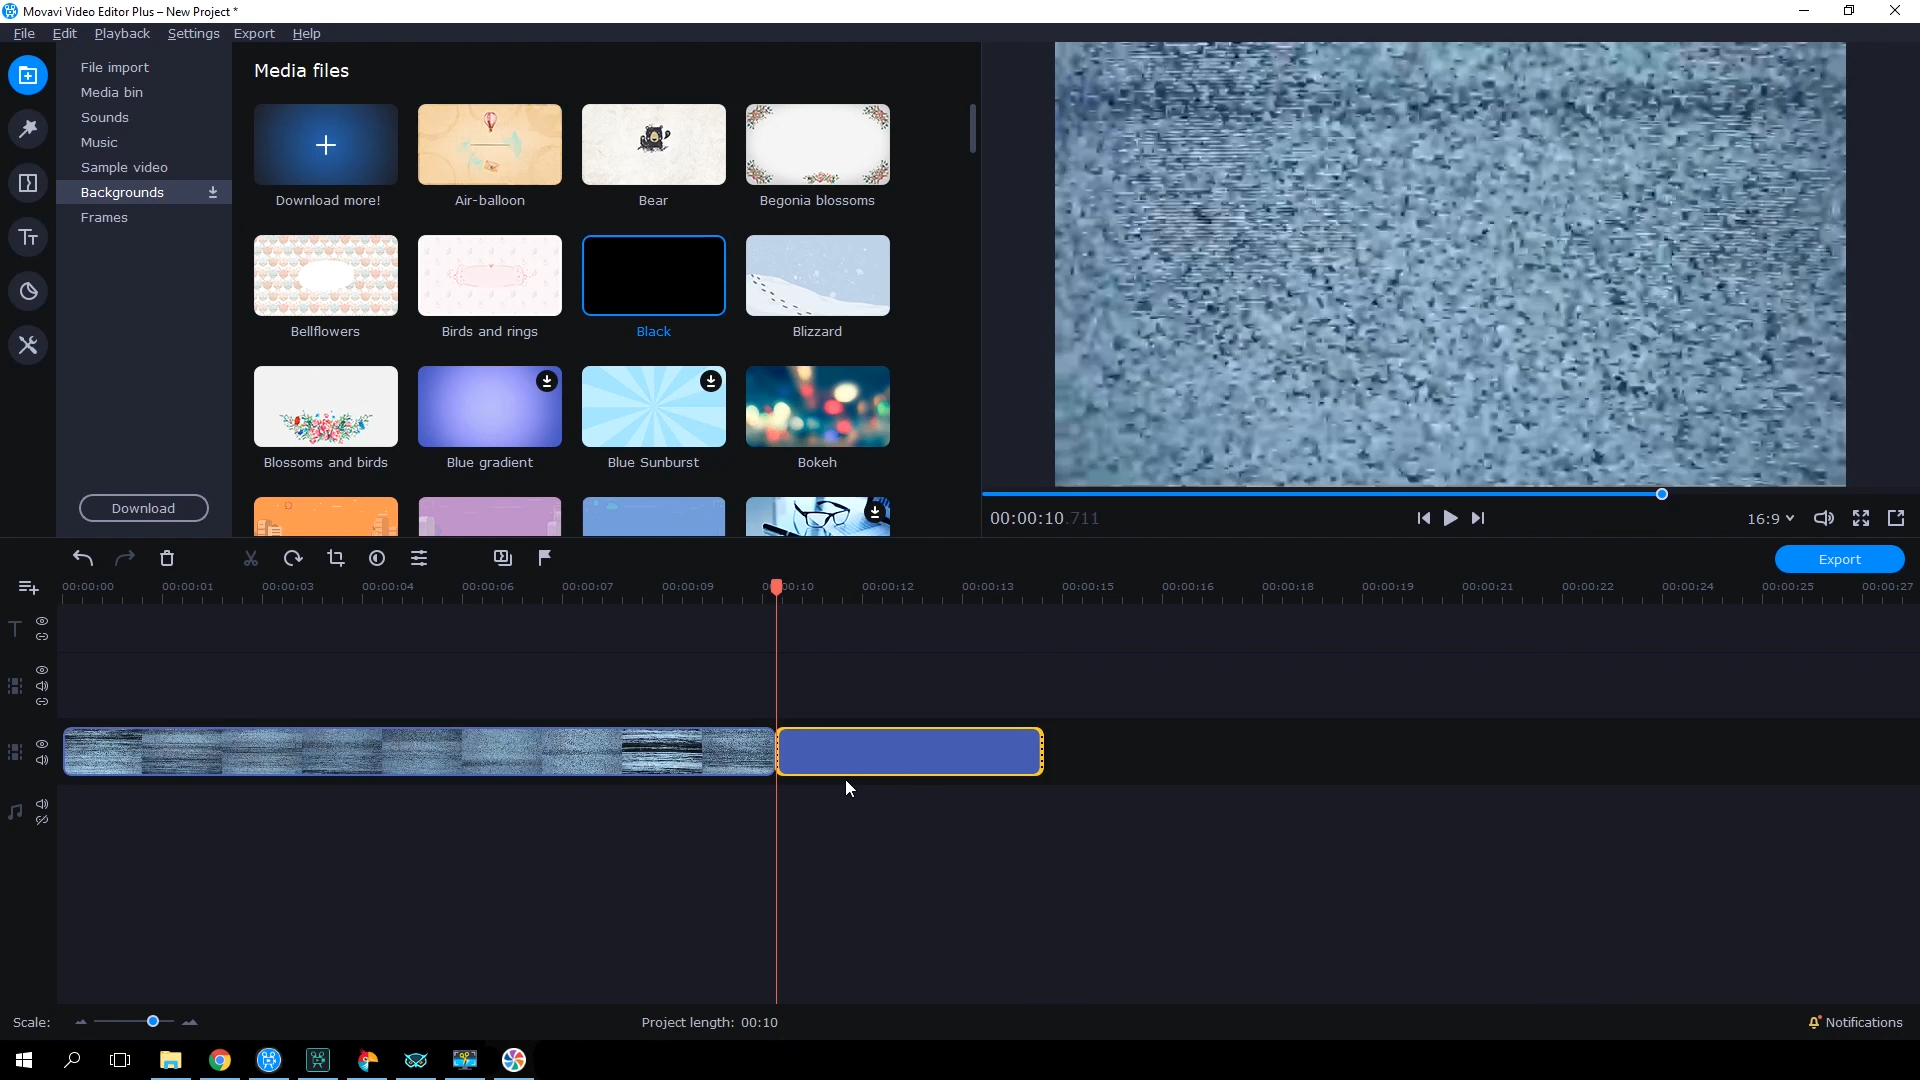 Movavi Video Editor Plus – New Project *
File Edit Playback Settings Export Help
File import
Media bin
Sounds
Music
Sample video
Backgrounds
Frames
Download
Media files
Download more!
Air-balloon
Bear
Begonia blossoms
Bellflowers
Birds and rings
Black
Blizzard
Blossoms and birds
Blue gradient
Blue Sunburst
Bokeh
00:00:10.711
16:9
Export
00:00:00 00:00:01 00:00:03 00:00:04 00:00:06 00:00:07 00:00:09 00:00:10 00:00:12 00:00:13 00:00:15 00:00:16 00:00:18 00:00:19 00:00:21 00:00:22 00:00:24 00:00:25 00:00:27
Scale:
Project length: 00:10
Notifications